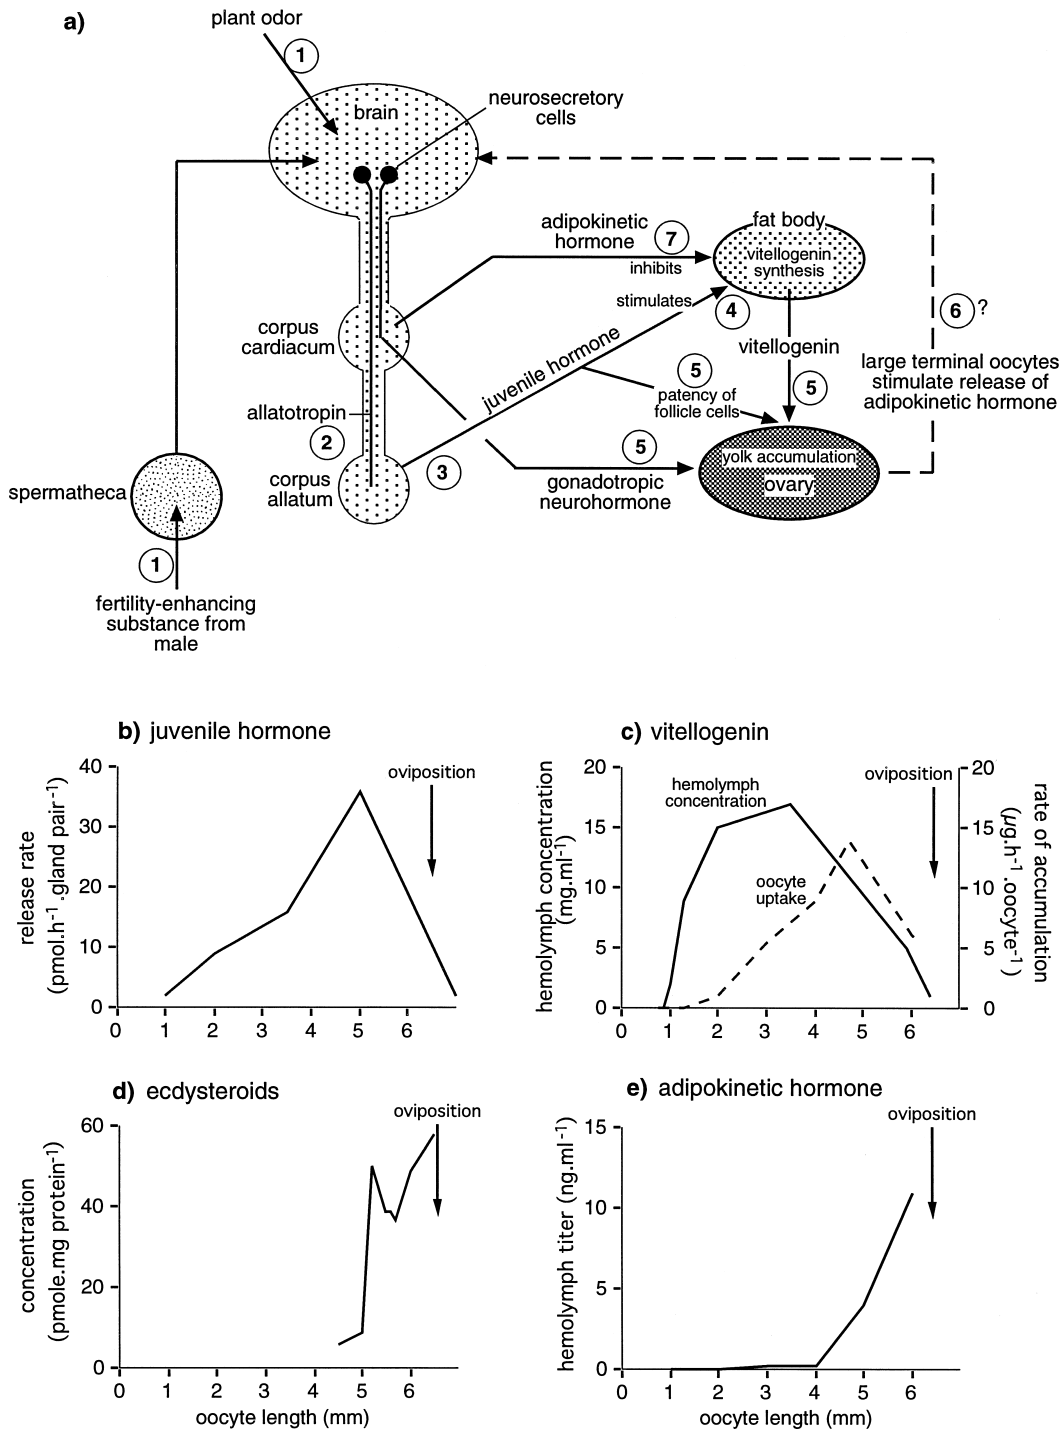 a)
plant odor
1
brain
neurosecretory
cells
adipokinetic
hormone
7
inhibits
fat body
vitellogenin
synthesis
stimulates
4
6 ?
corpus
cardiacum
juvenile hormone
vitellogenin
large terminal oocytes
stimulate release of
adipokinetic hormone
5
patency of
follicle cells
5
allatotropin
2
3
5
yolk accumulation
ovary
corpus
allatum
gonadotropic
neurohormone
spermatheca
1
fertility-enhancing
substance from
male
b) juvenile hormone
release rate
(pmol.h-1.gland pair-1)
40
30
20
10
0
oviposition
0 1 2 3 4 5 6
c) vitellogenin
hemolymph concentration
(mg.ml-1)
20
15
10
5
0
hemolymph
concentration
oocyte
uptake
oviposition
20
15
10
5
0
rate of accumulation
(µg.h-1.oocyte-1)
0 1 2 3 4 5 6
d) ecdysteroids
concentration
(pmole.mg protein-1)
60
40
20
0
oviposition
0 1 2 3 4 5 6
oocyte length (mm)
e) adipokinetic hormone
hemolymph titer (ng.ml-1)
15
10
5
0
oviposition
0 1 2 3 4 5 6
oocyte length (mm)